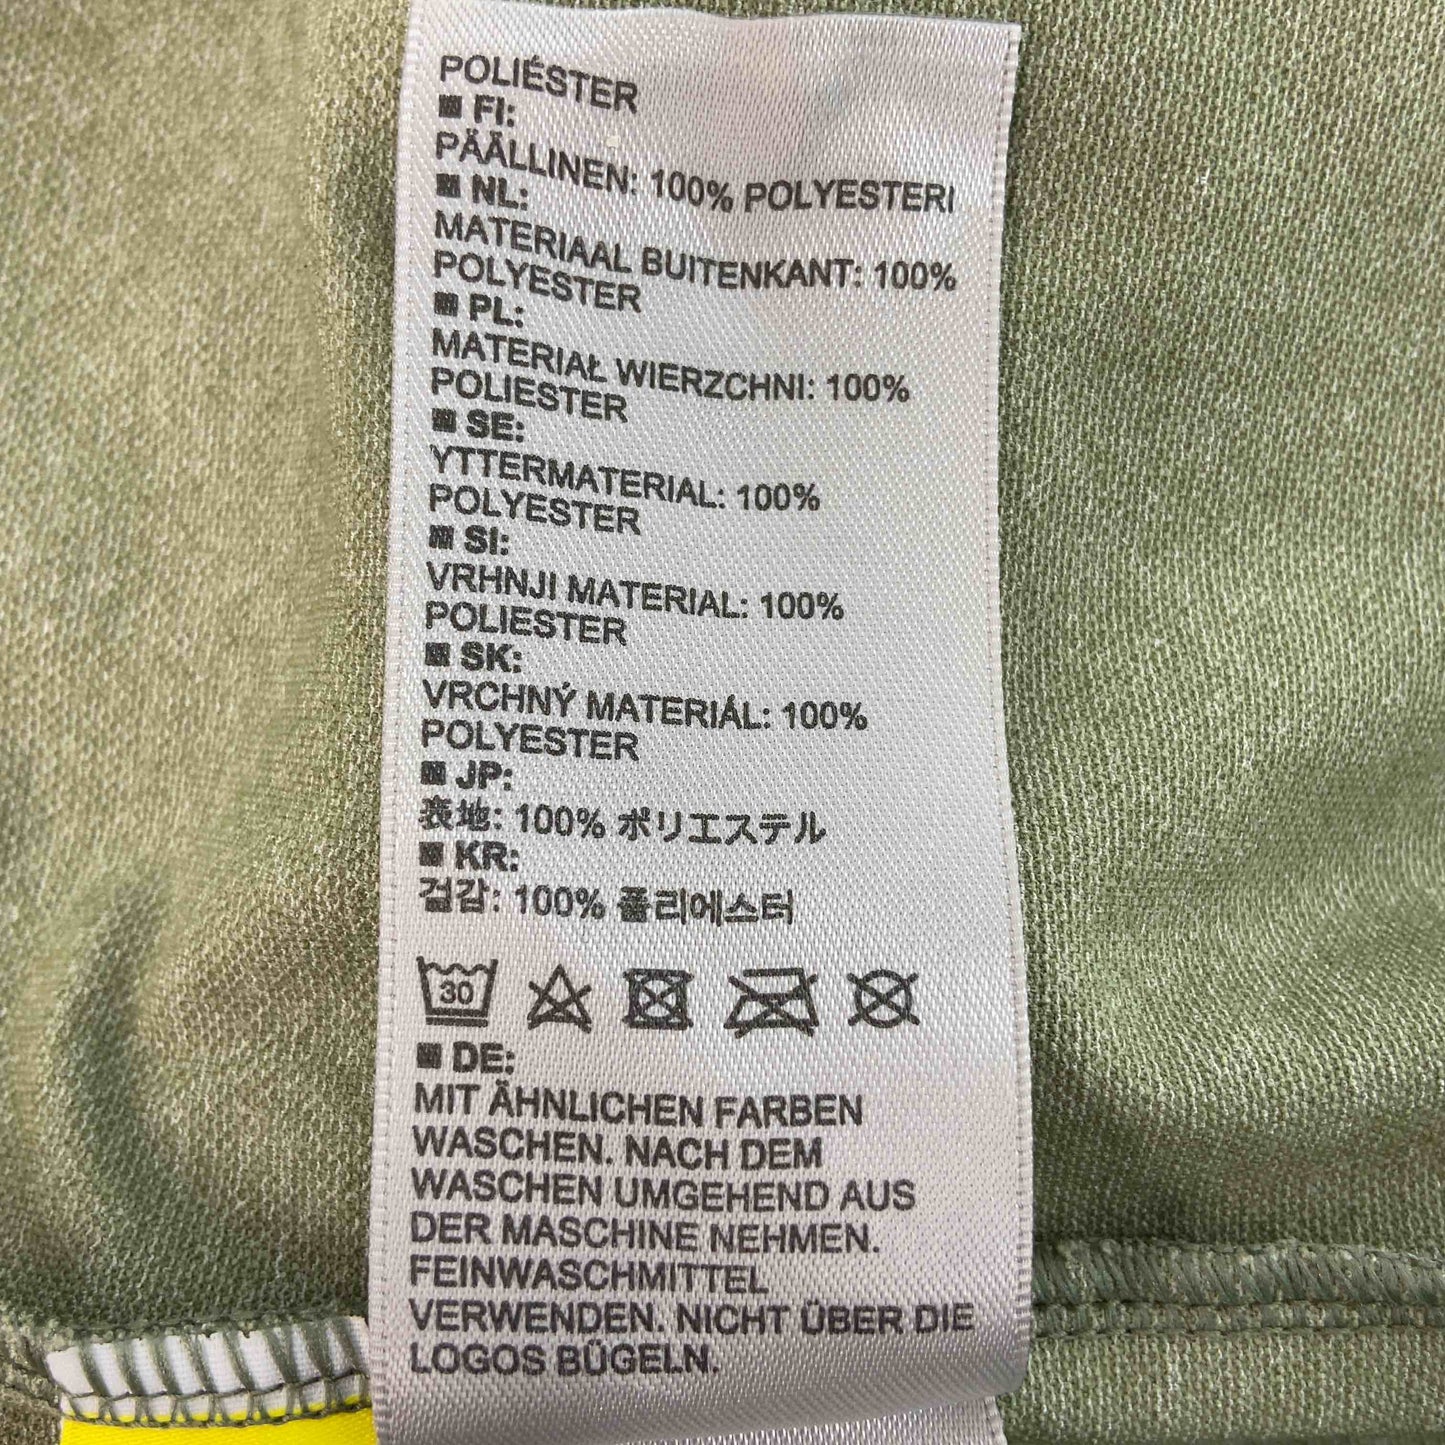 POLIÉSTER
■ FI:
PÄÄLLINEN: 100% POLYESTERI
■ NL:
MATERIAAL BUITENKANT: 100%
POLYESTER
■ PL:
MATERIAŁ WIERZCHNI: 100%
POLIESTER
■ SE:
YTTERMATERIAL: 100%
POLYESTER
■ SI:
VRHNJI MATERIAL: 100%
POLIESTER
■ SK:
VRCHNÝ MATERIÁL: 100%
POLYESTER
■ JP:
表地: 100% ポリエステル
■ KR:
겉감: 100% 폴리에스터
30
■ DE:
MIT ÄHNLICHEN FARBEN
WASCHEN. NACH DEM
WASCHEN UMGEHEND AUS
DER MASCHINE NEHMEN.
FEINWASCHMITTEL
VERWENDEN. NICHT ÜBER DIE
LOGOS BÜGELN.